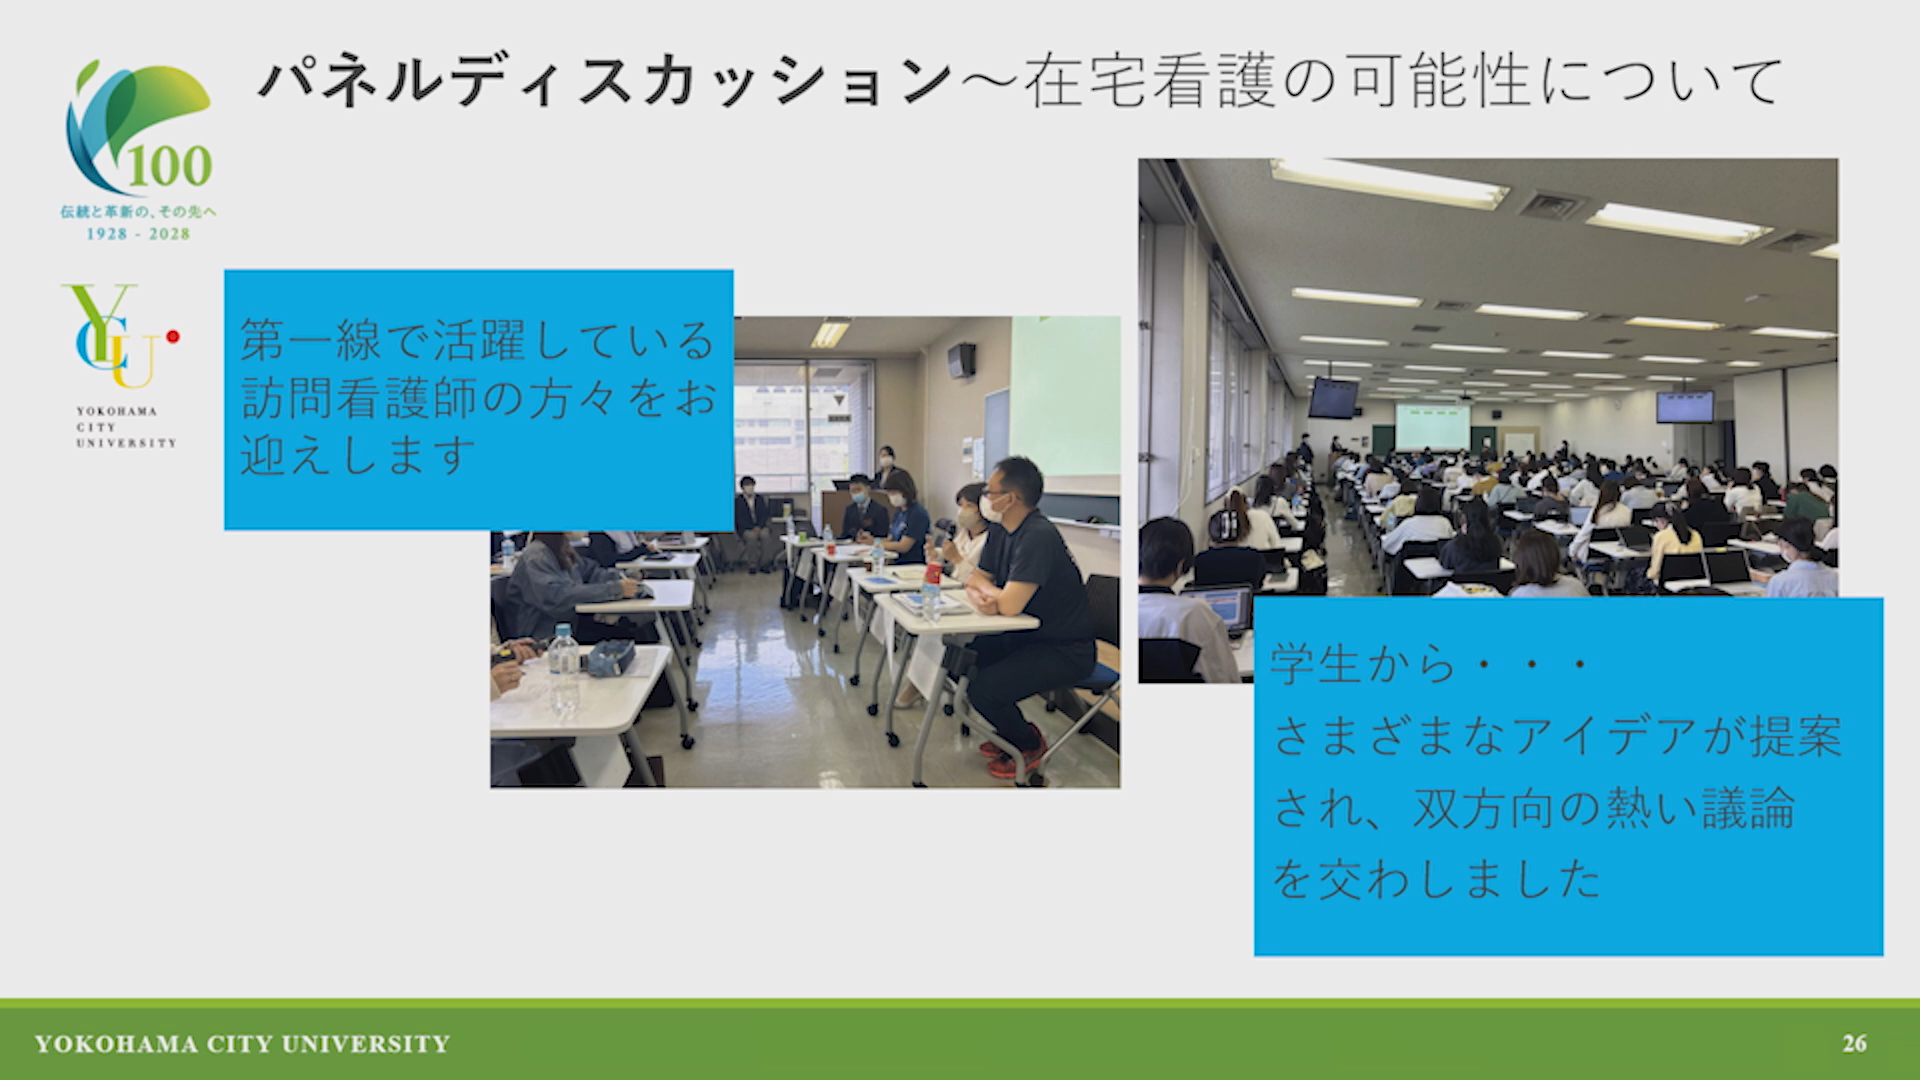 パネルディスカッション～在宅看護の可能性について
100
伝統と革新の、その先へ
1928 - 2028
YCU
YOKOHAMA
CITY
UNIVERSITY
第一線で活躍している
訪問看護師の方々をお
迎えします
学生から・・・
さまざまなアイデアが提案
され、双方向の熱い議論
を交わしました
YOKOHAMA CITY UNIVERSITY
26